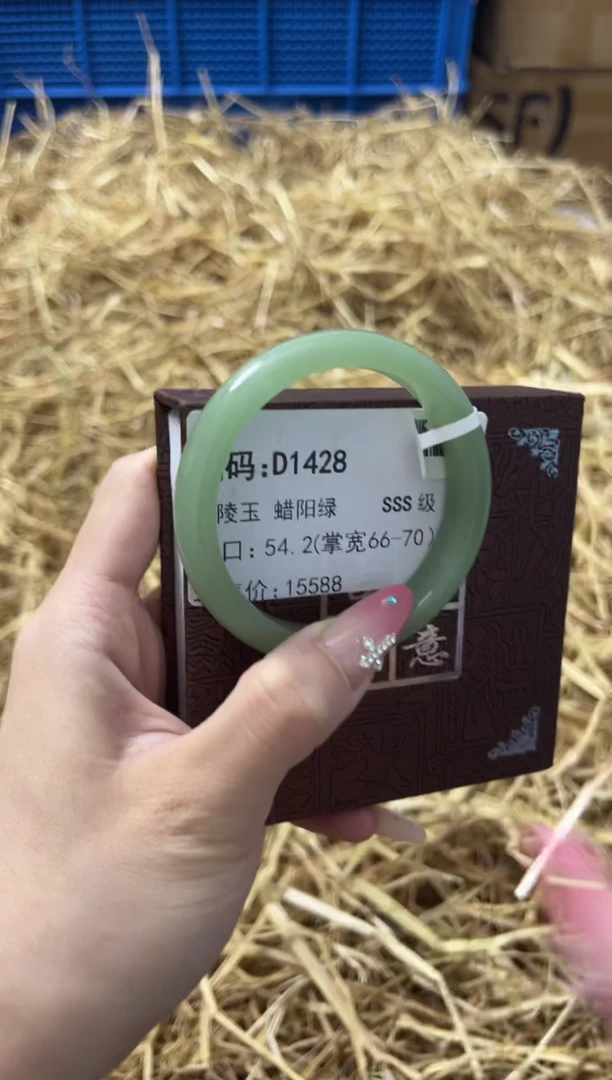 SF)
码:D1428
陵玉 蜡阳绿 SSS级
口: 54.2(掌宽66-70)
价:15588
意